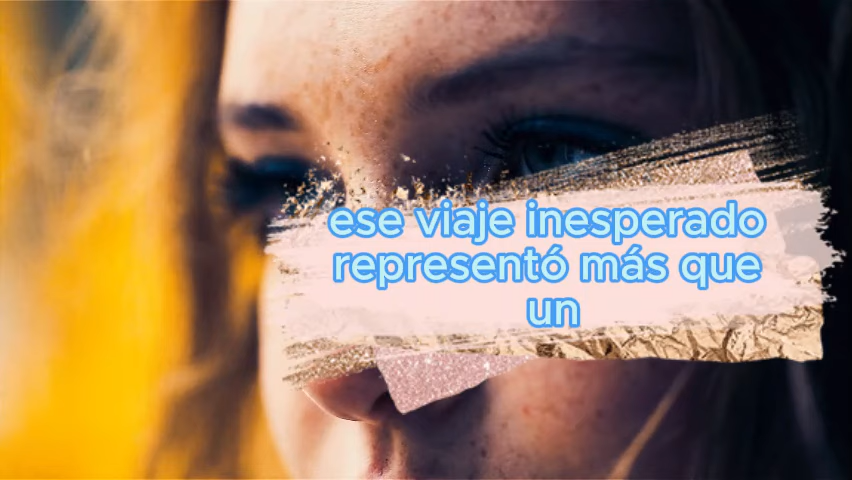 ese viaje inesperado
representó más que
un